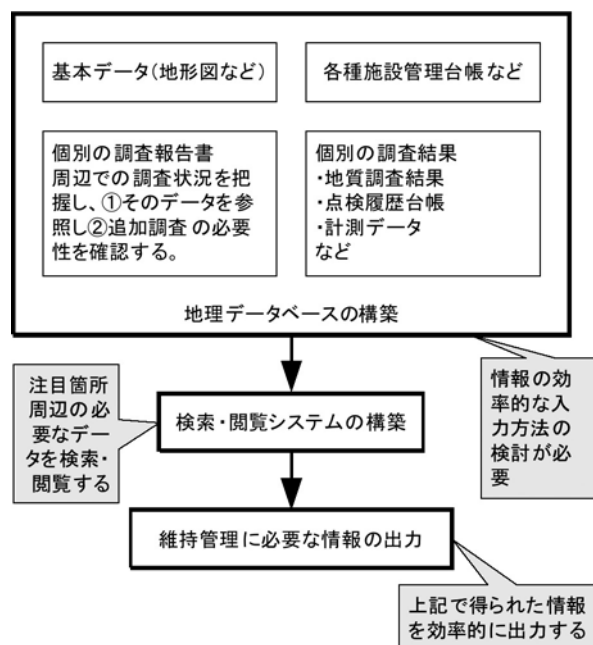 基本データ(地形図など)
各種施設管理台帳など
個別の調査報告書
周辺での調査状況を把
握し、①そのデータを参
照し②追加調査の必要
性を確認する。
個別の調査結果
・地質調査結果
・点検履歴台帳
・計測データ
など
地理データベースの構築
注目箇所
周辺の必
要なデー
タを検索・
閲覧する
検索・閲覧システムの構築
情報の効
率的な入
力方法の
検討が必
要
維持管理に必要な情報の出力
上記で得られた情報
を効率的に出力する